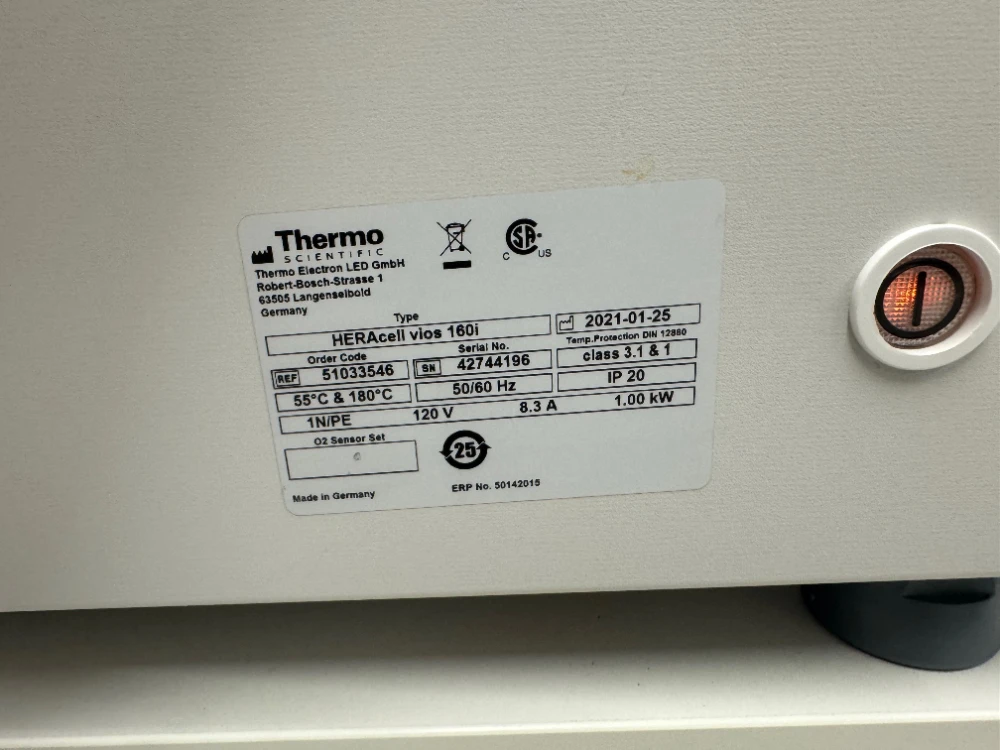 Thermo
SCIENTIFIC
Thermo Electron LED GmbH
Robert-Bosch-Strasse 1
63505 Langenselbold
Germany
C SA US
Type
HERAcell vios 160i
2021-01-25
Order Code
Serial No.
Temp.Protection DIN 12880
REF 51033546
SN 42744196
class 3.1 & 1
55°C & 180°C
50/60 Hz
IP 20
1N/PE 120 V 8.3 A 1.00 kW
O2 Sensor Set
25
Made in Germany
ERP No. 50142015